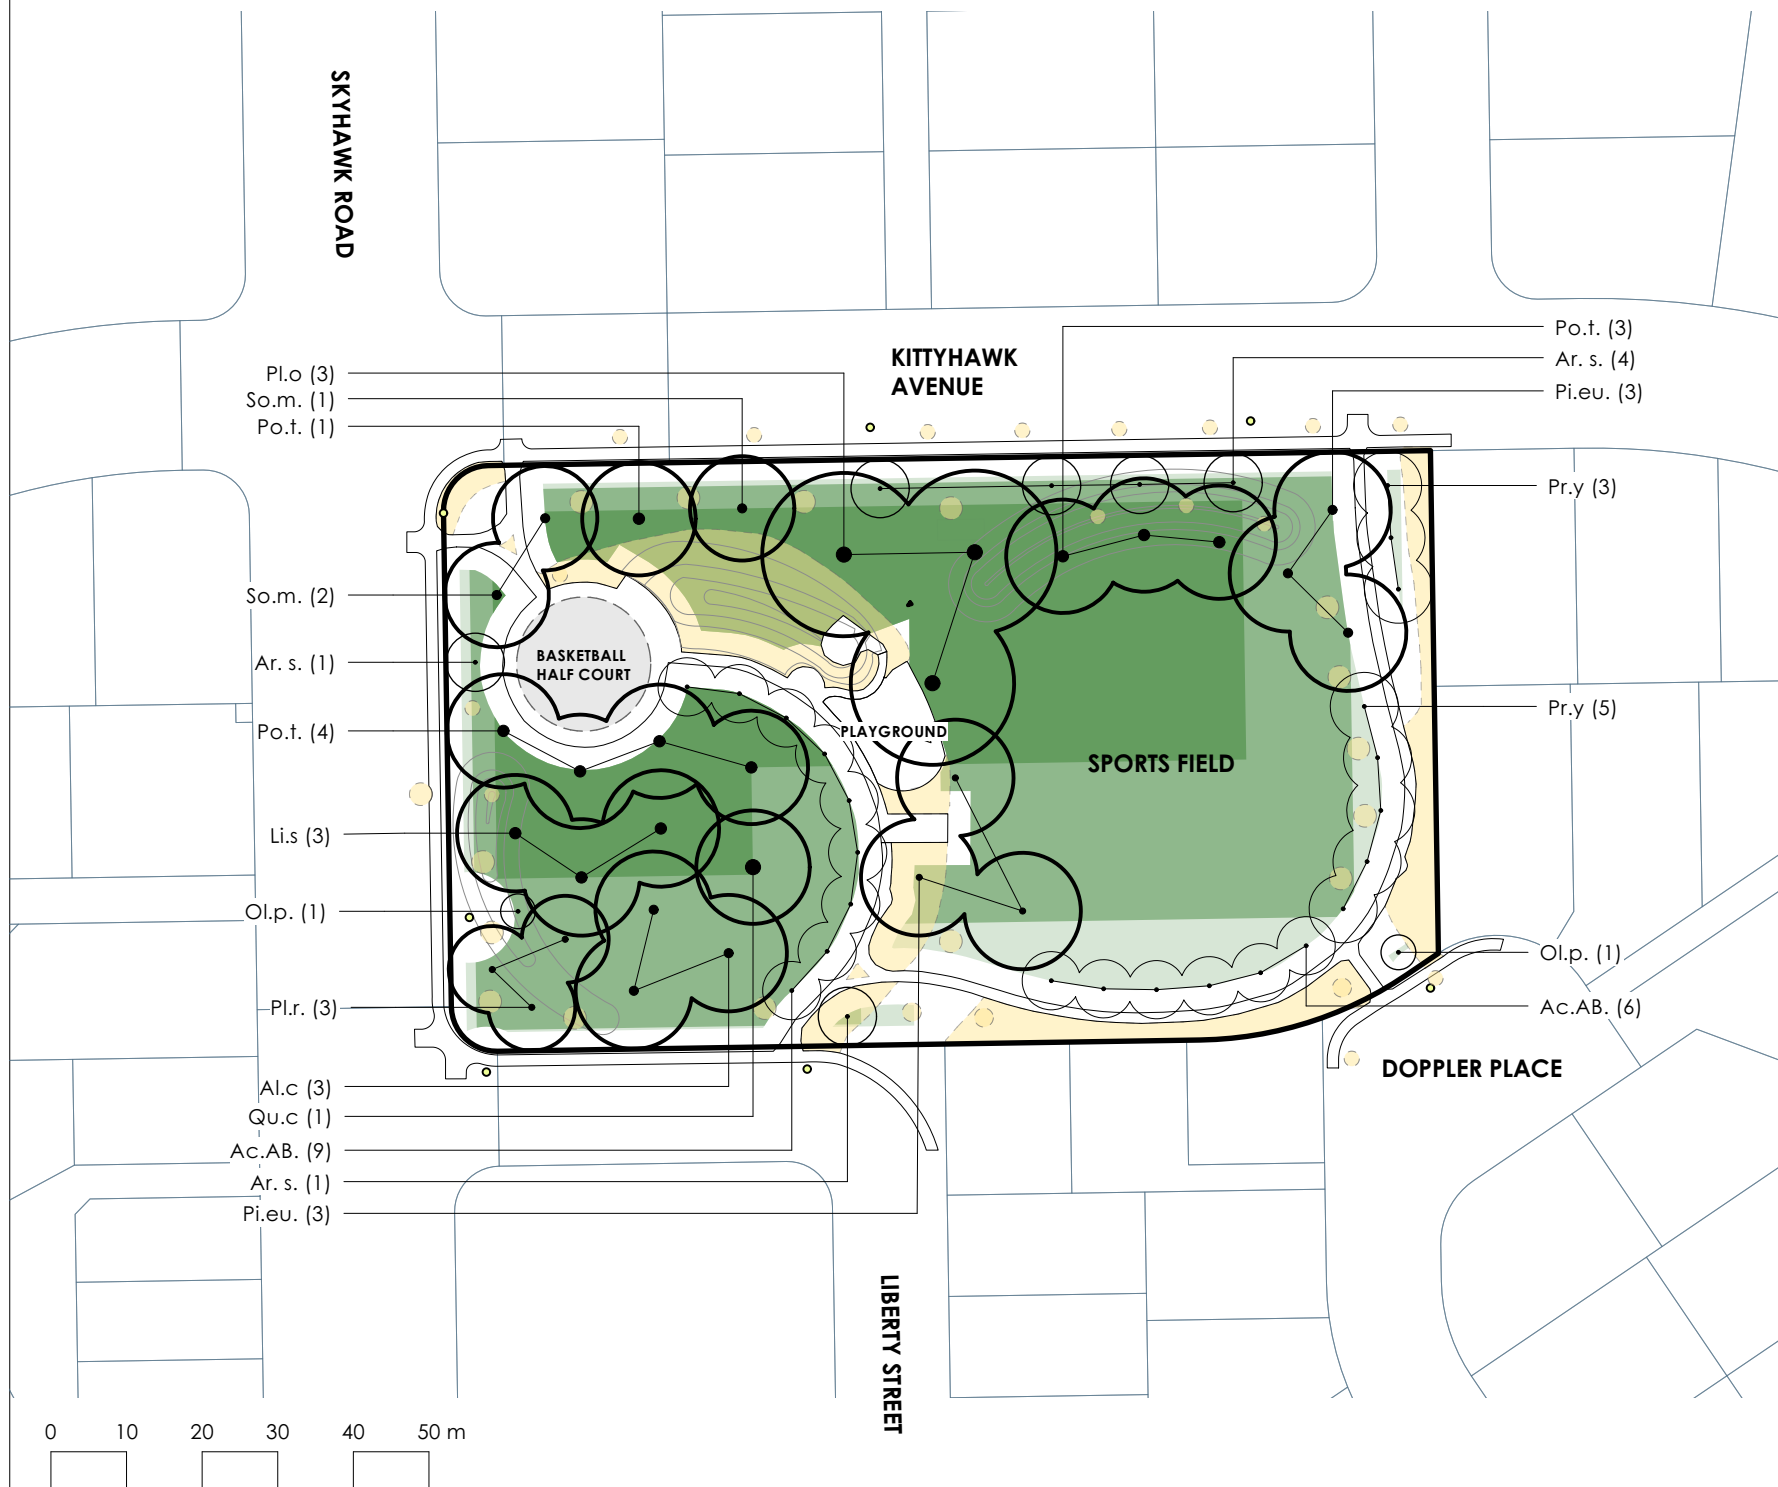 SKYHAWK ROAD
KITTYHAWK
AVENUE
Pl.o (3)
So.m. (1)
Po.t. (1)
So.m. (2)
Ar. s. (1)
Po.t. (4)
Li.s (3)
Ol.p. (1)
Pl.r. (3)
Al.c (3)
Qu.c (1)
Ac.AB. (9)
Ar. s. (1)
Pi.eu. (3)
BASKETBALL
HALF COURT
PLAYGROUND
SPORTS FIELD
Po.t. (3)
Ar. s. (4)
Pi.eu. (3)
Pr.y (3)
Pr.y (5)
Ol.p. (1)
Ac.AB. (6)
DOPPLER PLACE
LIBERTY STREET
0 10 20 30 40 50 m